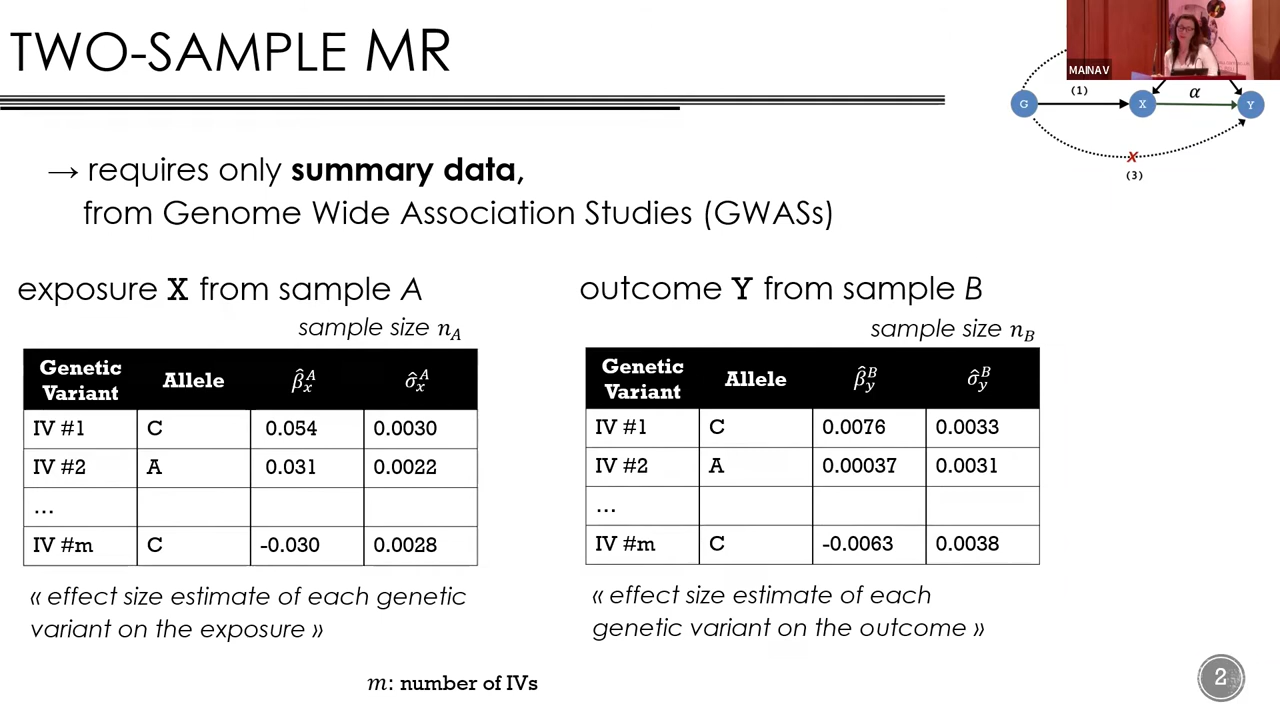 TWO-SAMPLE MR
MAINAV
(1)
α
G
X
Y
X
(3)
→ requires only summary data,
from Genome Wide Association Studies (GWASs)
exposure X from sample A
sample size n_A
Genetic Variant Allele β̂ₓᴬ σ̂ₓᴬ
IV #1 C 0.054 0.0030
IV #2 A 0.031 0.0022
...
IV #m C -0.030 0.0028
« effect size estimate of each genetic
variant on the exposure »
outcome Y from sample B
sample size n_B
Genetic Variant Allele β̂_y^B σ̂_y^B
IV #1 C 0.0076 0.0033
IV #2 A 0.00037 0.0031
...
IV #m C -0.0063 0.0038
« effect size estimate of each
genetic variant on the outcome »
m: number of IVs
2